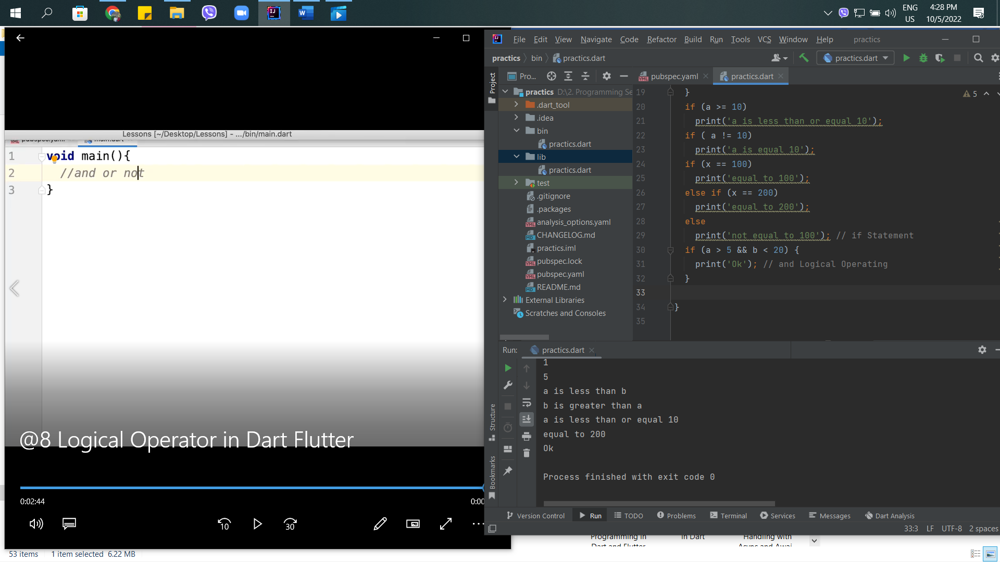 ENG
US
4:28 PM
10/5/2022
Lessons [~/Desktop/Lessons] - .../bin/main.dart
pubspec.yaml
main.dart
1 void main(){
2 //and or not
3 }
@8 Logical Operator in Dart Flutter
0:02:44
0:00
10
30
53 items
1 item selected 6.22 MB
File Edit View Navigate Code Refactor Build Run Tools VCS Window Help practics
practics bin practics.dart
practics.dart
Project
Pro...
pubspec.yaml
practics.dart
practics D:\2. Programming Se
.dart_tool
.idea
bin
practics.dart
lib
practics.dart
test
.gitignore
.packages
analysis_options.yaml
CHANGELOG.md
practics.iml
pubspec.lock
pubspec.yaml
README.md
External Libraries
Scratches and Consoles
5
19 }
20 if (a >= 10)
21 print('a is less than or equal 10');
22 if ( a != 10)
23 print('a is equal 10');
24 if (x == 100)
25 print('equal to 100');
26 else if (x == 200)
27 print('equal to 200');
28 else
29 print('not equal to 100'); // if Statement
30 if (a > 5 && b < 20) {
31 print('Ok'); // and Logical Operating
32 }
33
34 }
35
Run: practics.dart
Structure
Bookmarks
1
5
a is less than b
b is greater than a
a is less than or equal 10
equal to 200
Ok
Process finished with exit code 0
Version Control Run TODO Problems Terminal Services Messages Dart Analysis
33:3 LF UTF-8 2 spaces
Programming in
in Dart
Handling with
Dart and Flutter
Async and Awai